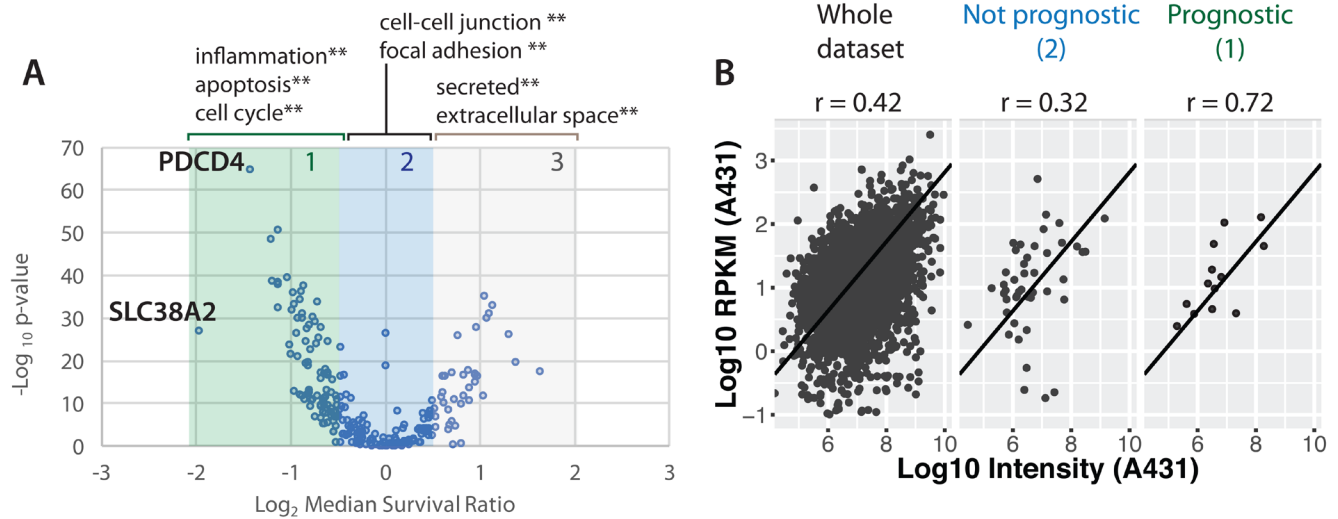 A
inflammation**
apoptosis**
cell cycle**
cell-cell junction **
focal adhesion **
secreted**
extracellular space**
PDCD4
1
2
3
SLC38A2
-Log 10 p-value
70
60
50
40
30
20
10
0
-3
-2
-1
0
1
2
3
Log2 Median Survival Ratio
B
Whole
dataset
Not prognostic
(2)
Prognostic
(1)
r = 0.42
r = 0.32
r = 0.72
Log10 RPKM (A431)
3
2
1
0
−1
6
8
10
6
8
10
6
8
10
Log10 Intensity (A431)